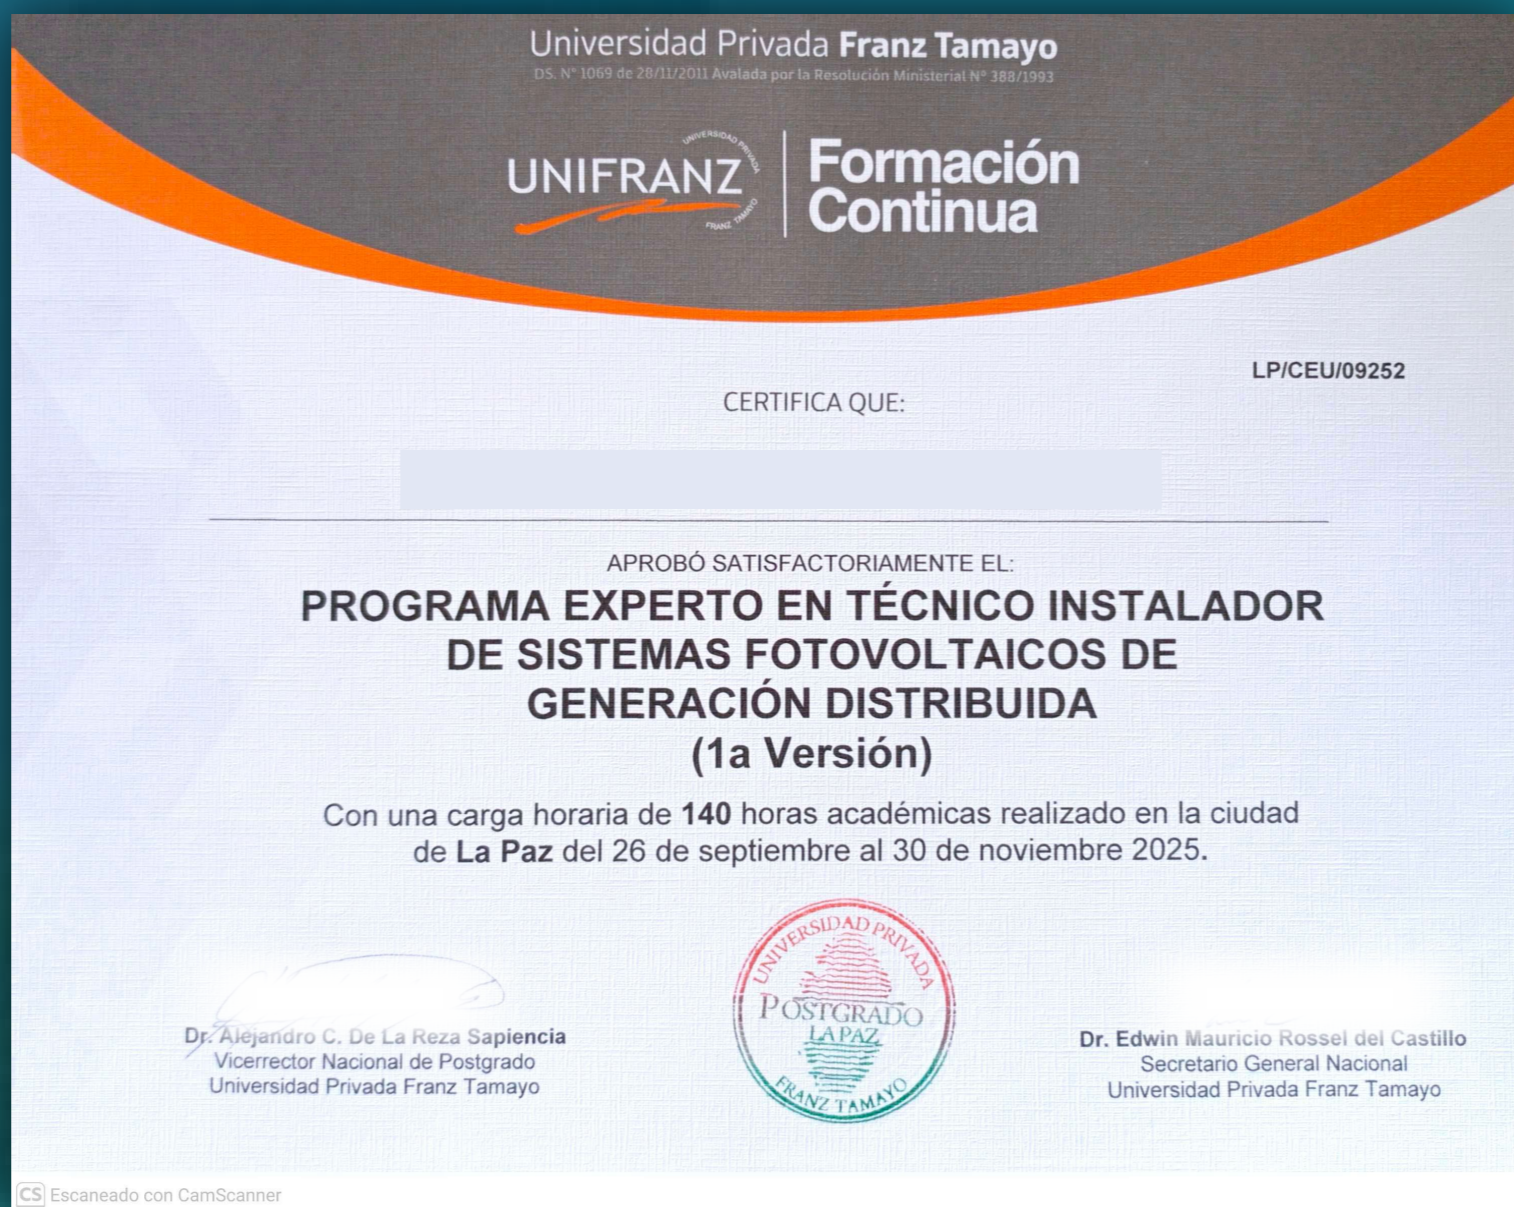 Universidad Privada Franz Tamayo
DS. N° 1069 de 28/11/2011 Avalada por la Resolución Ministerial N° 388/1993
UNIFRANZ
UNIVERSIDAD PRIVADA
FRANZ TAMAYO
Formación
Continua
LP/CEU/09252
CERTIFICA QUE:
APROBÓ SATISFACTORIAMENTE EL:
PROGRAMA EXPERTO EN TÉCNICO INSTALADOR
DE SISTEMAS FOTOVOLTAICOS DE
GENERACIÓN DISTRIBUIDA
(1a Versión)
Con una carga horaria de 140 horas académicas realizado en la ciudad
de La Paz del 26 de septiembre al 30 de noviembre 2025.
UNIVERSIDAD PRIVADA
POSTGRADO
LA PAZ
FRANZ TAMAYO
Dr. Alejandro C. De La Reza Sapiencia
Vicerrector Nacional de Postgrado
Universidad Privada Franz Tamayo
Dr. Edwin Mauricio Rossel del Castillo
Secretario General Nacional
Universidad Privada Franz Tamayo
CS Escaneado con CamScanner